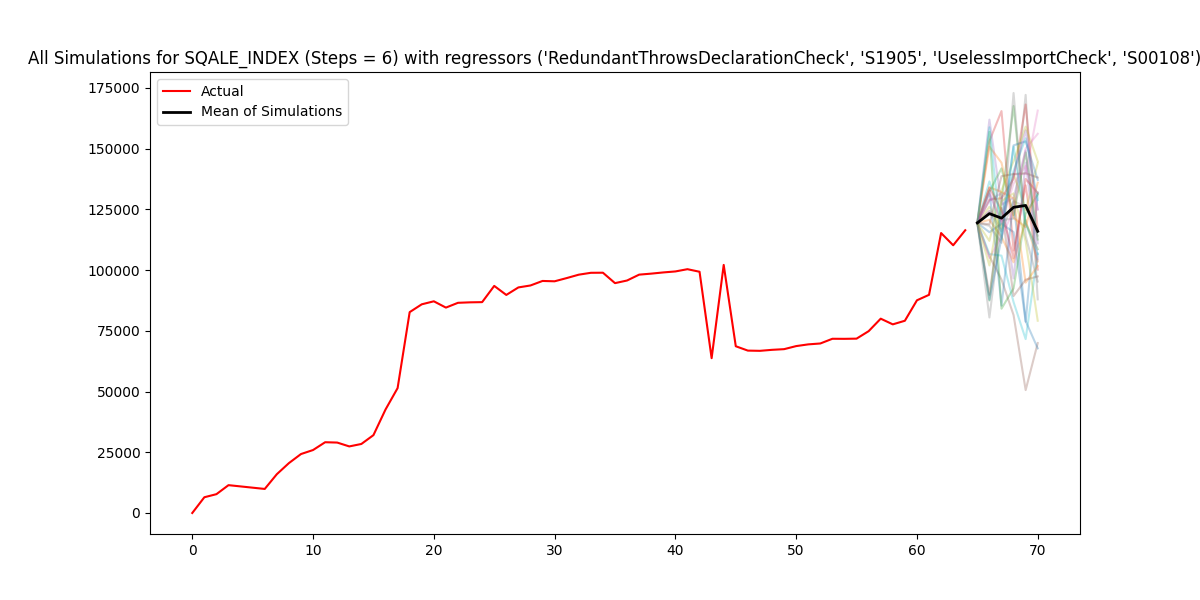 All Simulations for SQALE_INDEX (Steps = 6) with regressors ('RedundantThrowsDeclarationCheck', 'S1905', 'UselessImportCheck', 'S00108')
Actual
Mean of Simulations
175000
150000
125000
100000
75000
50000
25000
0
0 10 20 30 40 50 60 70